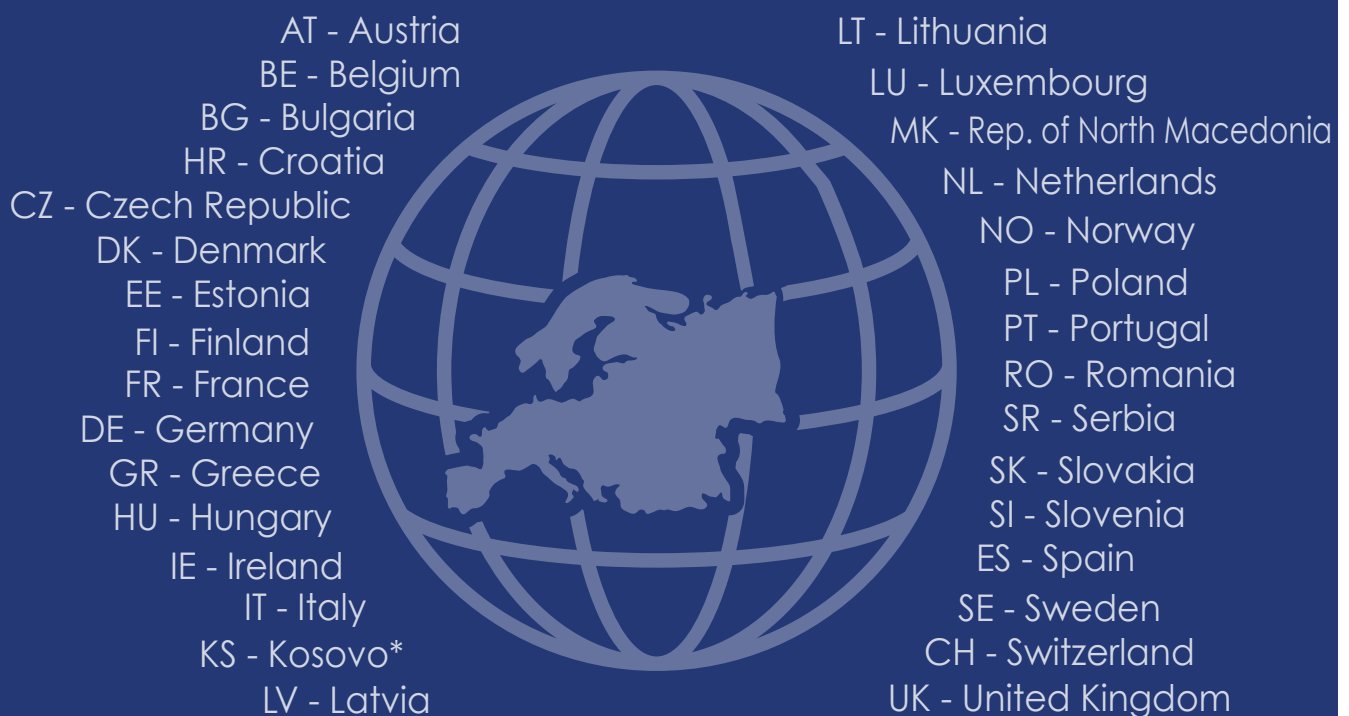 AT - Austria
BE - Belgium
BG - Bulgaria
HR - Croatia
CZ - Czech Republic
DK - Denmark
EE - Estonia
FI - Finland
FR - France
DE - Germany
GR - Greece
HU - Hungary
IE - Ireland
IT - Italy
KS - Kosovo*
LV - Latvia
LT - Lithuania
LU - Luxembourg
MK - Rep. of North Macedonia
NL - Netherlands
NO - Norway
PL - Poland
PT - Portugal
RO - Romania
SR - Serbia
SK - Slovakia
SI - Slovenia
ES - Spain
SE - Sweden
CH - Switzerland
UK - United Kingdom